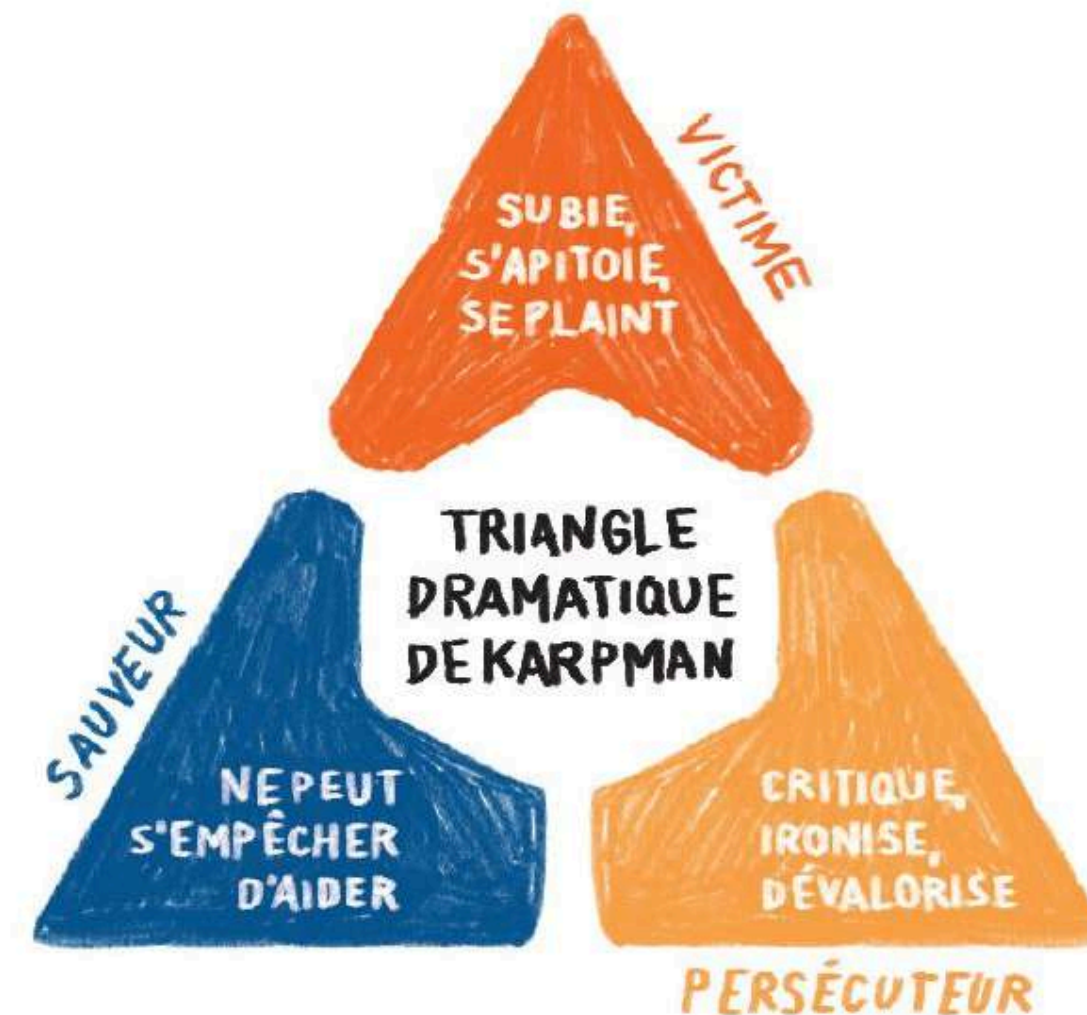 VICTIME
SUBIE,
S'APITOIE,
SE PLAINT
TRIANGLE
DRAMATIQUE
DE KARPMAN
SAUVEUR
NE PEUT
S'EMPÊCHER
D'AIDER
CRITIQUE,
IRONISE,
DÉVALORISE
PERSÉCUTEUR